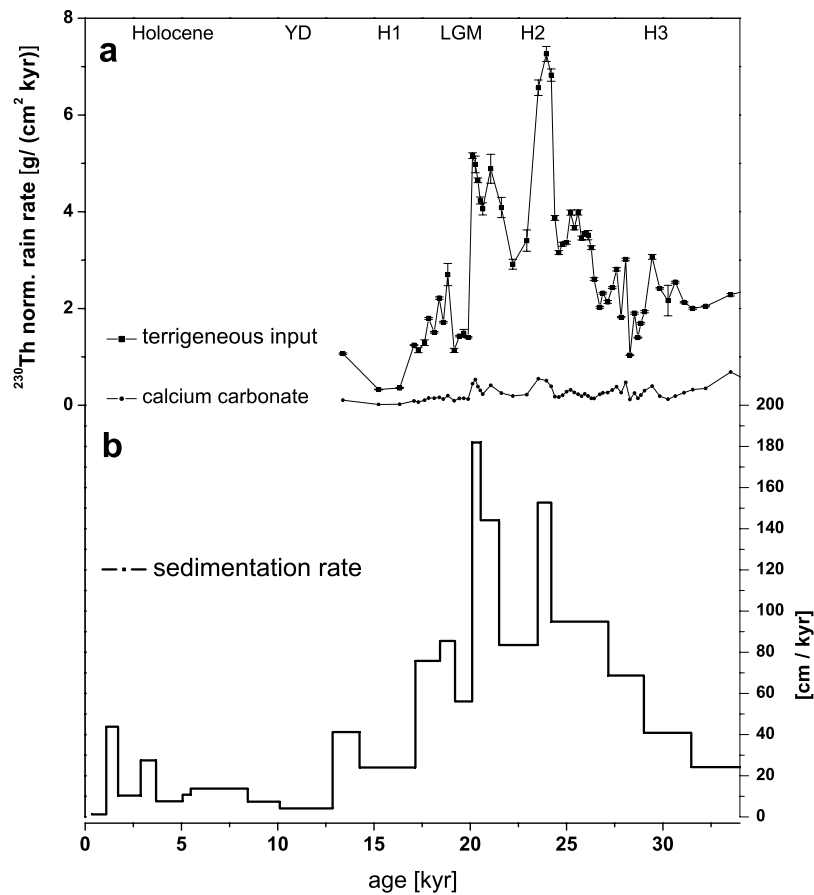 8
a
Holocene YD H1 LGM H2 H3
6
4
2
0
²³⁰Th norm. rain rate [g/ (cm² kyr)]
terrigeneous input
calcium carbonate
b
sedimentation rate
200
180
160
140
120
100
80
60
40
20
0
[cm / kyr]
0 5 10 15 20 25 30
age [kyr]